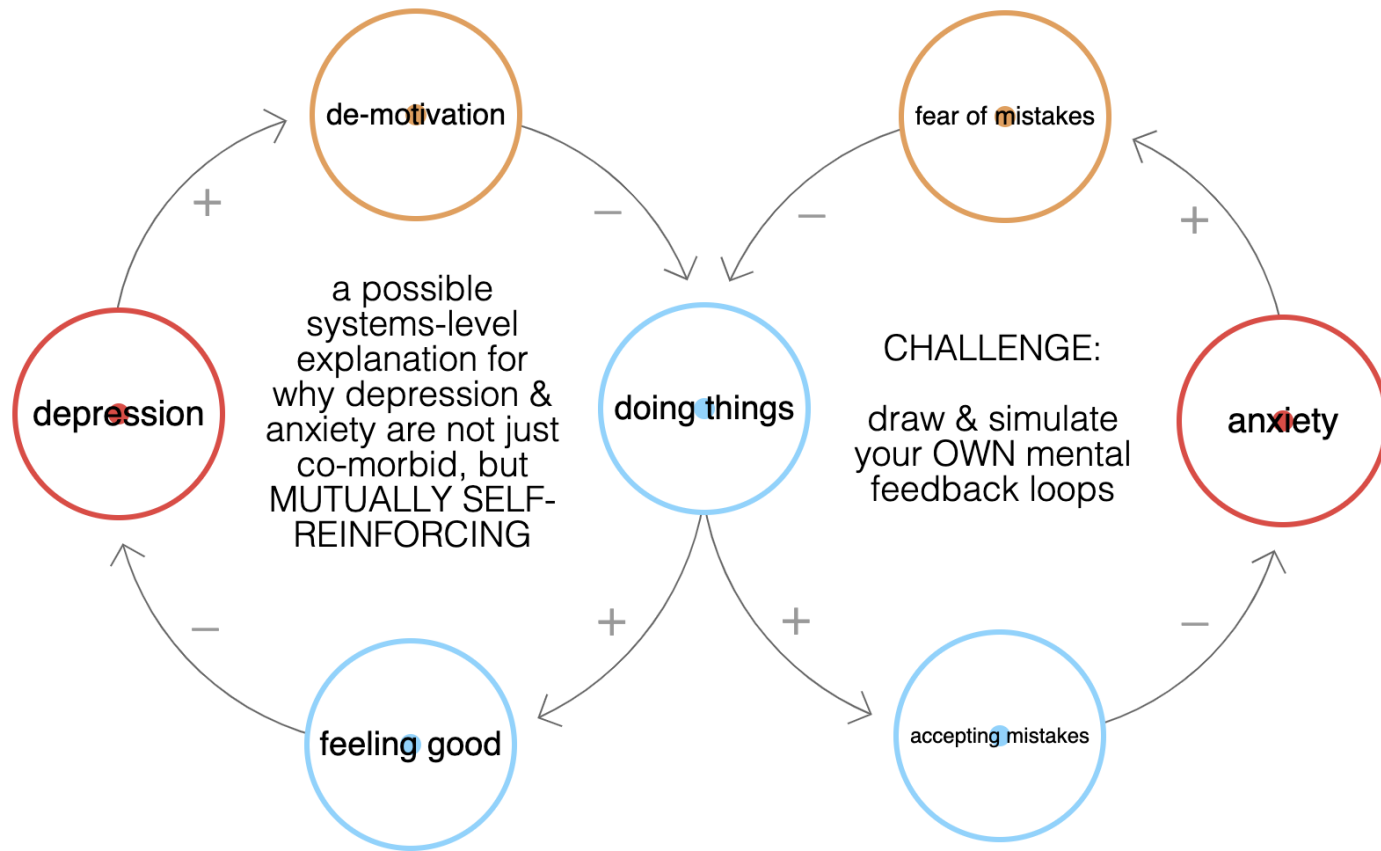 de-motivation
fear of mistakes
+
−
−
+
a possible
systems-level
explanation for
why depression &
anxiety are not just
co-morbid, but
MUTUALLY SELF-
REINFORCING
CHALLENGE:
draw & simulate
your OWN mental
feedback loops
depression
doing things
anxiety
−
+
+
−
feeling good
accepting mistakes